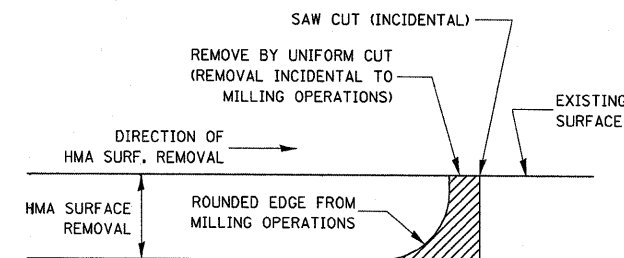 SAW CUT (INCIDENTAL)
REMOVE BY UNIFORM CUT
(REMOVAL INCIDENTAL TO
MILLING OPERATIONS)
EXISTING
SURFACE
DIRECTION OF
HMA SURF. REMOVAL
HMA SURFACE
REMOVAL
ROUNDED EDGE FROM
MILLING OPERATIONS